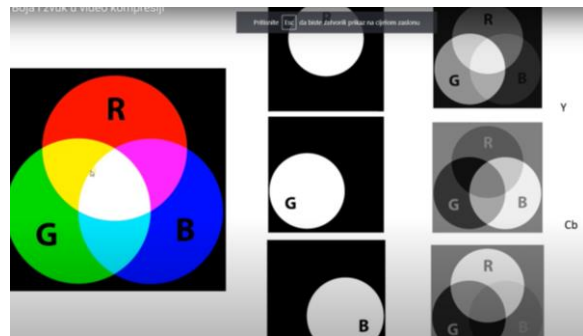 Boja i zvuk u video kompresiji
Pritisnite Esc da biste zatvorili prikaz na cijelom zaslonu
R
G
B
G
B
R
G
B
Y
R
G
B
Cb
R
G
B